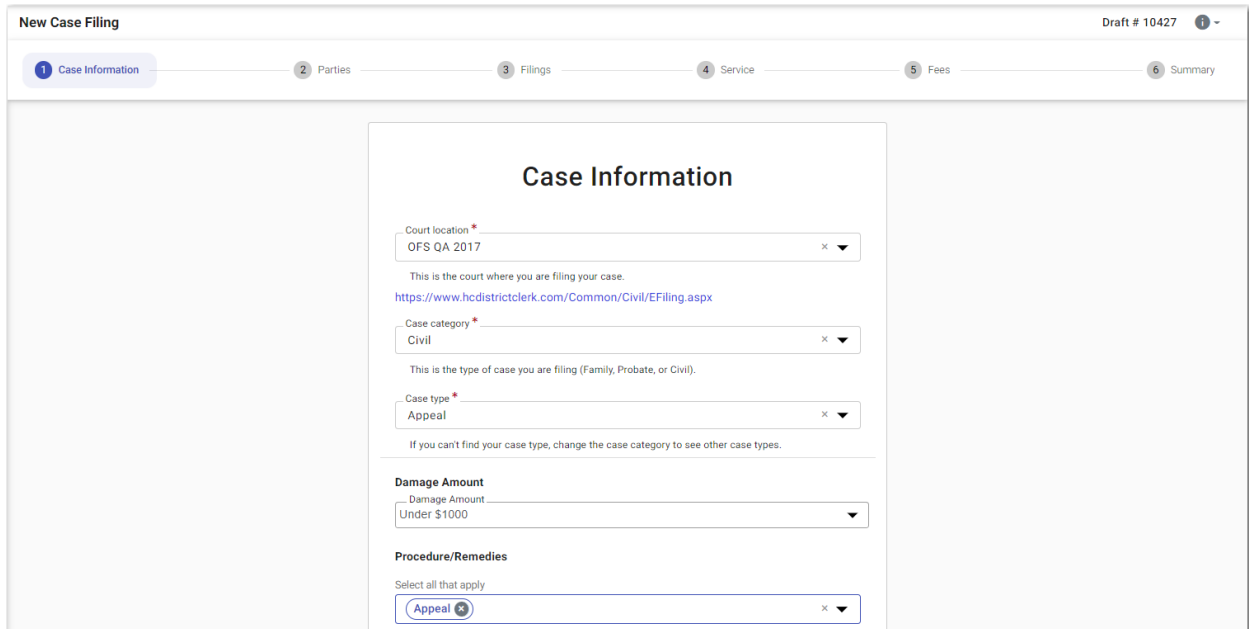 New Case Filing
Draft # 10427
1 Case Information 2 Parties 3 Filings 4 Service 5 Fees 6 Summary
Case Information
Court location *
OFS QA 2017
This is the court where you are filing your case.
https://www.hcdistrictclerk.com/Common/Civil/EFiling.aspx
Case category *
Civil
This is the type of case you are filing (Family, Probate, or Civil).
Case type *
Appeal
If you can't find your case type, change the case category to see other case types.
Damage Amount
Damage Amount
Under $1000
Procedure/Remedies
Select all that apply
Appeal